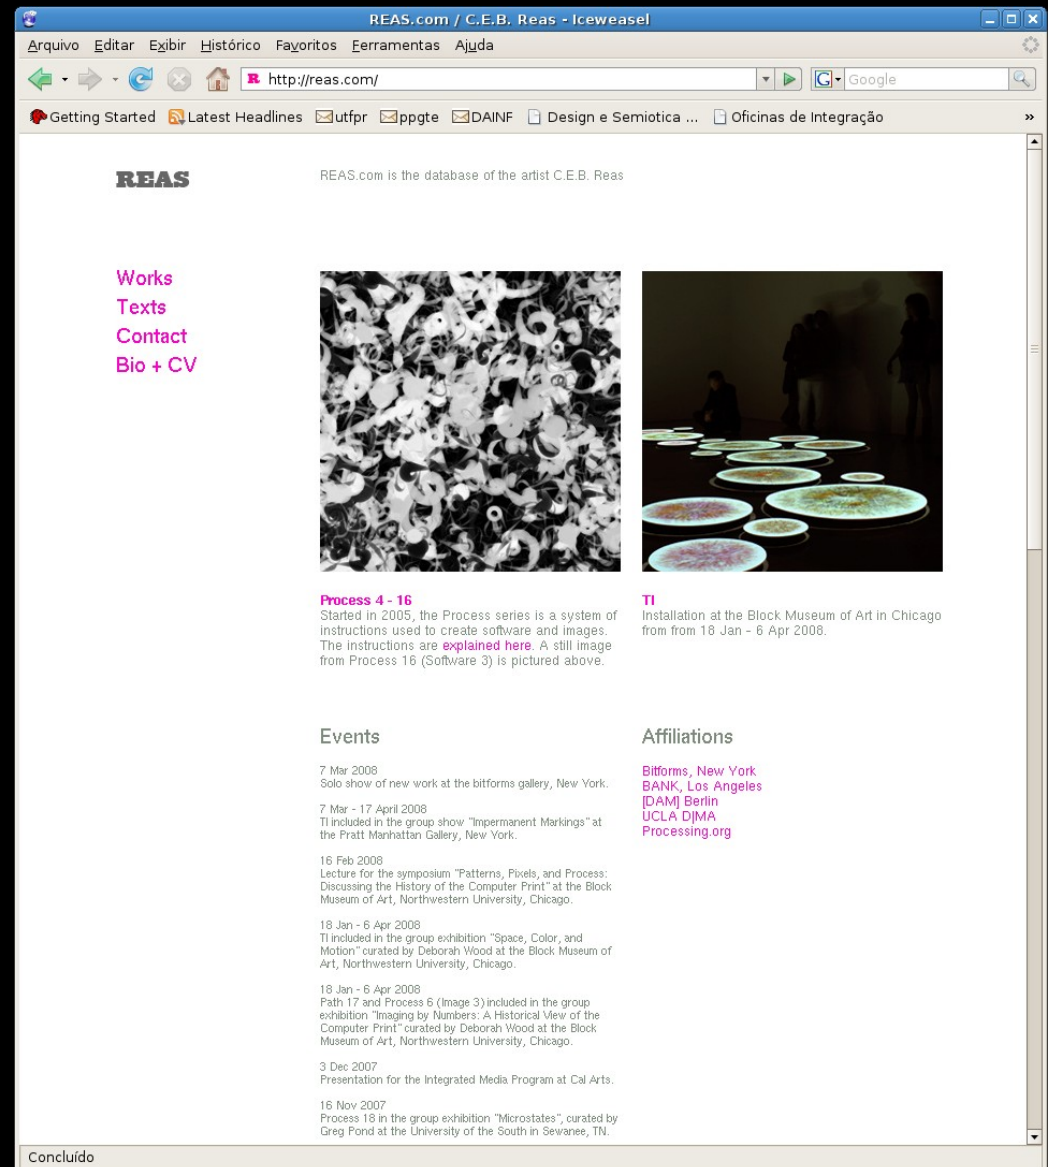 REAS.com / C.E.B. Reas - Iceweasel
Arquivo Editar Exibir Histórico Favoritos Ferramentas Ajuda
R http://reas.com/ G Google
Getting Started Latest Headlines utfpr ppgte DAINF Design e Semiotica ... Oficinas de Integração »
REAS
REAS.com is the database of the artist C.E.B. Reas
Works
Texts
Contact
Bio + CV
Process 4 - 16
Started in 2005, the Process series is a system of
instructions used to create software and images.
The instructions are explained here. A still image
from Process 16 (Software 3) is pictured above.
TI
Installation at the Block Museum of Art in Chicago
from from 18 Jan - 6 Apr 2008.
Events
7 Mar 2008
Solo show of new work at the bitforms gallery, New York.
7 Mar - 17 April 2008
TI included in the group show "Impermanent Markings" at
the Pratt Manhattan Gallery, New York.
16 Feb 2008
Lecture for the symposium "Patterns, Pixels, and Process:
Discussing the History of the Computer Print" at the Block
Museum of Art, Northwestern University, Chicago.
18 Jan - 6 Apr 2008
TI included in the group exhibition "Space, Color, and
Motion" curated by Deborah Wood at the Block Museum of
Art, Northwestern University, Chicago.
18 Jan - 6 Apr 2008
Path 17 and Process 6 (Image 3) included in the group
exhibition "Imaging by Numbers: A Historical View of the
Computer Print" curated by Deborah Wood at the Block
Museum of Art, Northwestern University, Chicago.
3 Dec 2007
Presentation for the Integrated Media Program at Cal Arts.
16 Nov 2007
Process 18 in the group exhibition "Microstates", curated by
Greg Pond at the University of the South in Sewanee, TN.
Affiliations
Bitforms, New York
BANK, Los Angeles
[DAM] Berlin
UCLA D|MA
Processing.org
Concluído